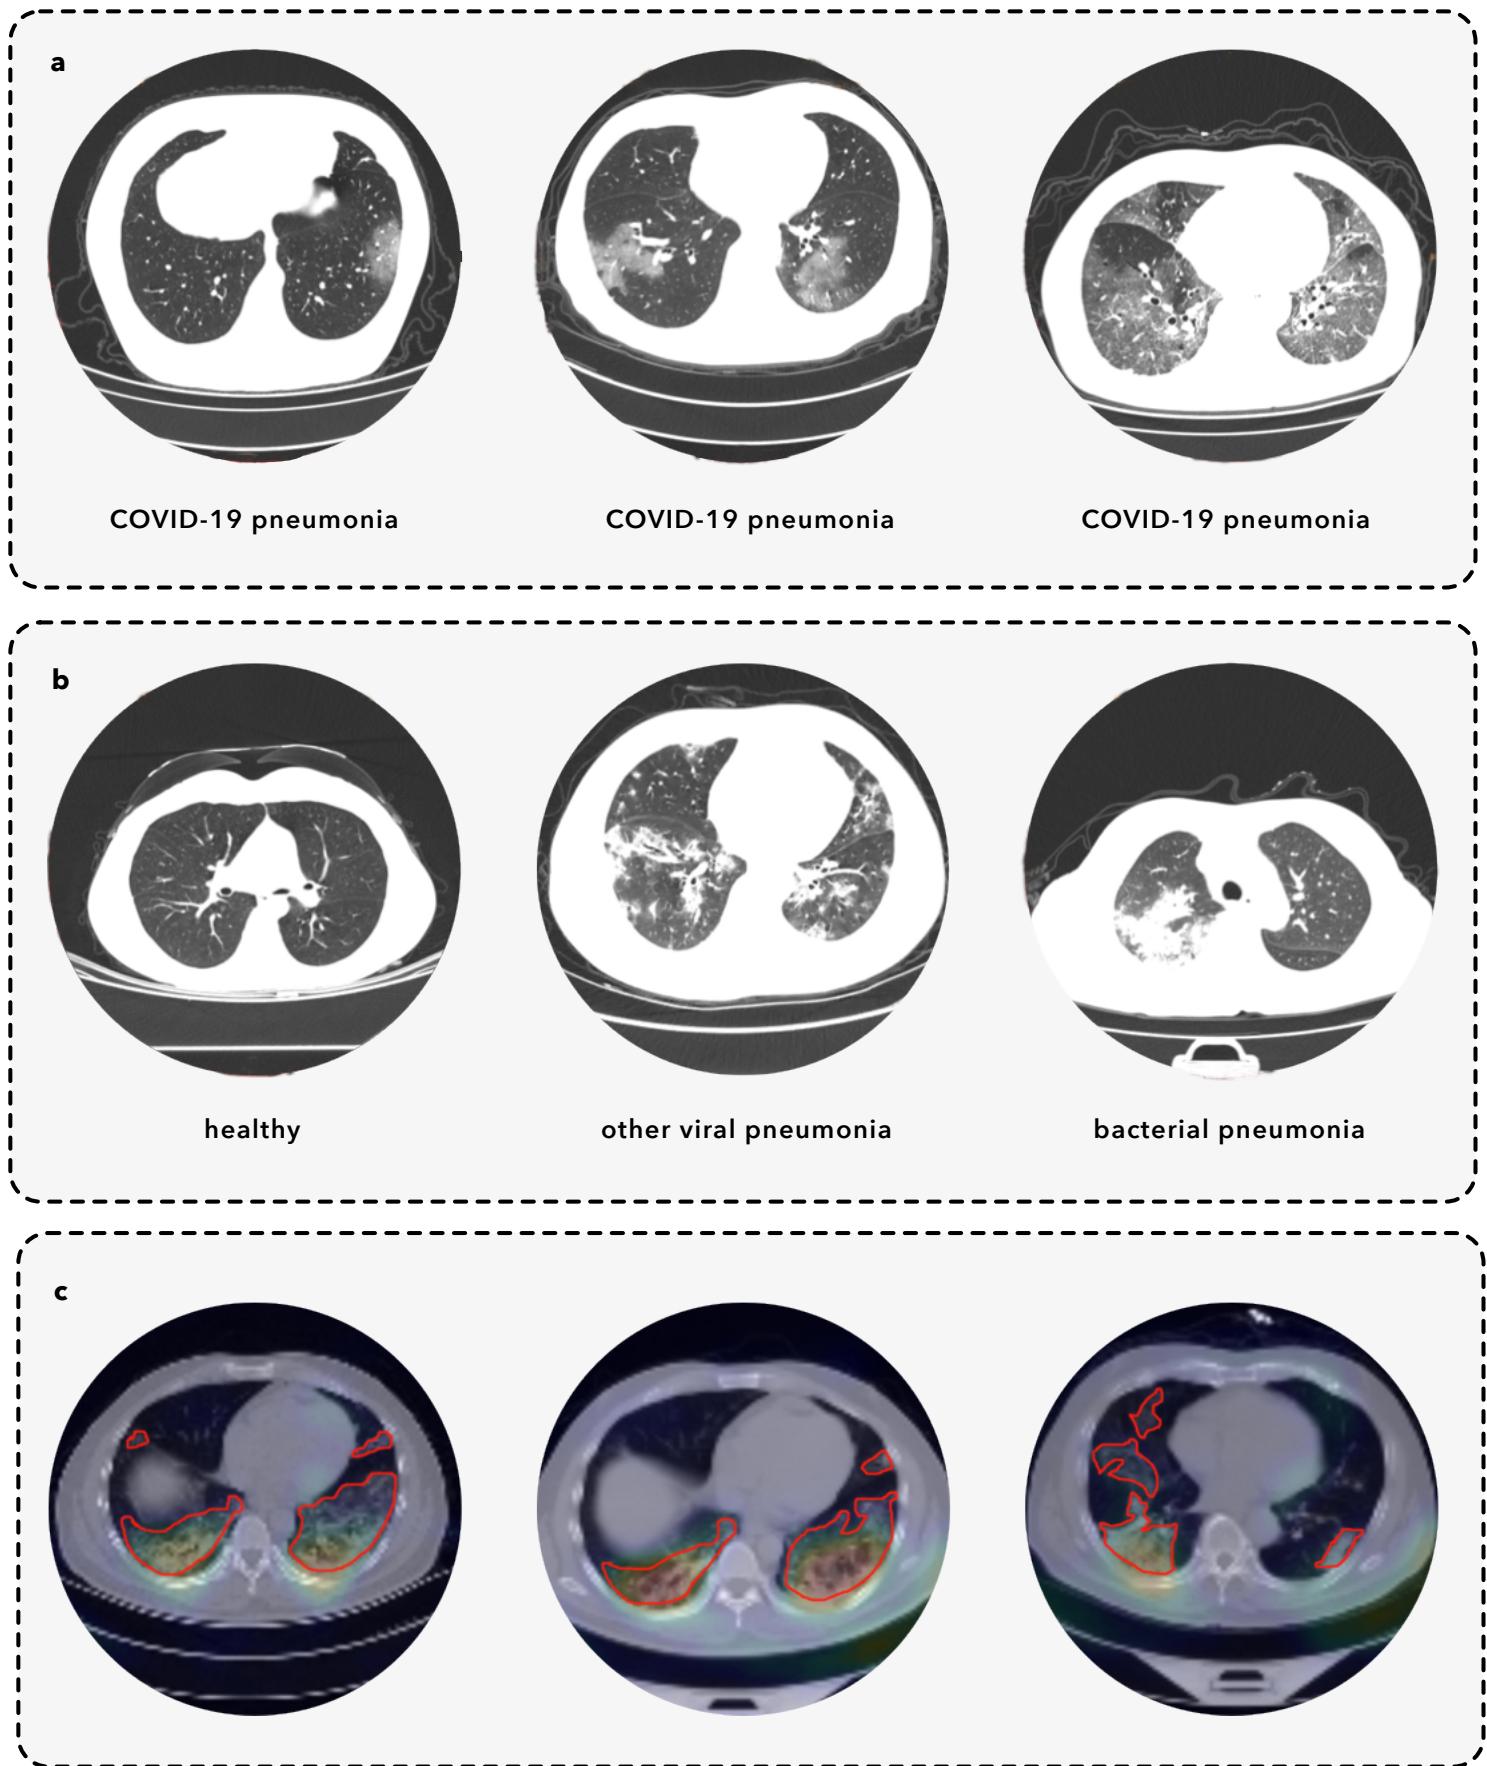 a
COVID-19 pneumonia COVID-19 pneumonia COVID-19 pneumonia
b
healthy other viral pneumonia bacterial pneumonia
c